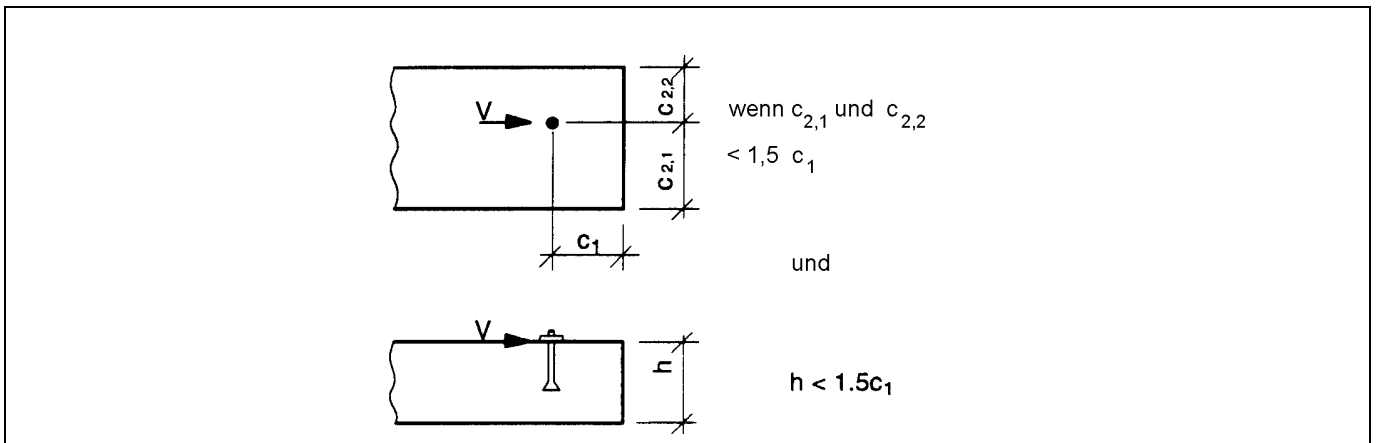 V
c2,2
c2,1
c1
wenn c2,1 und c2,2
< 1,5 c1
und
V
h
h < 1.5c1